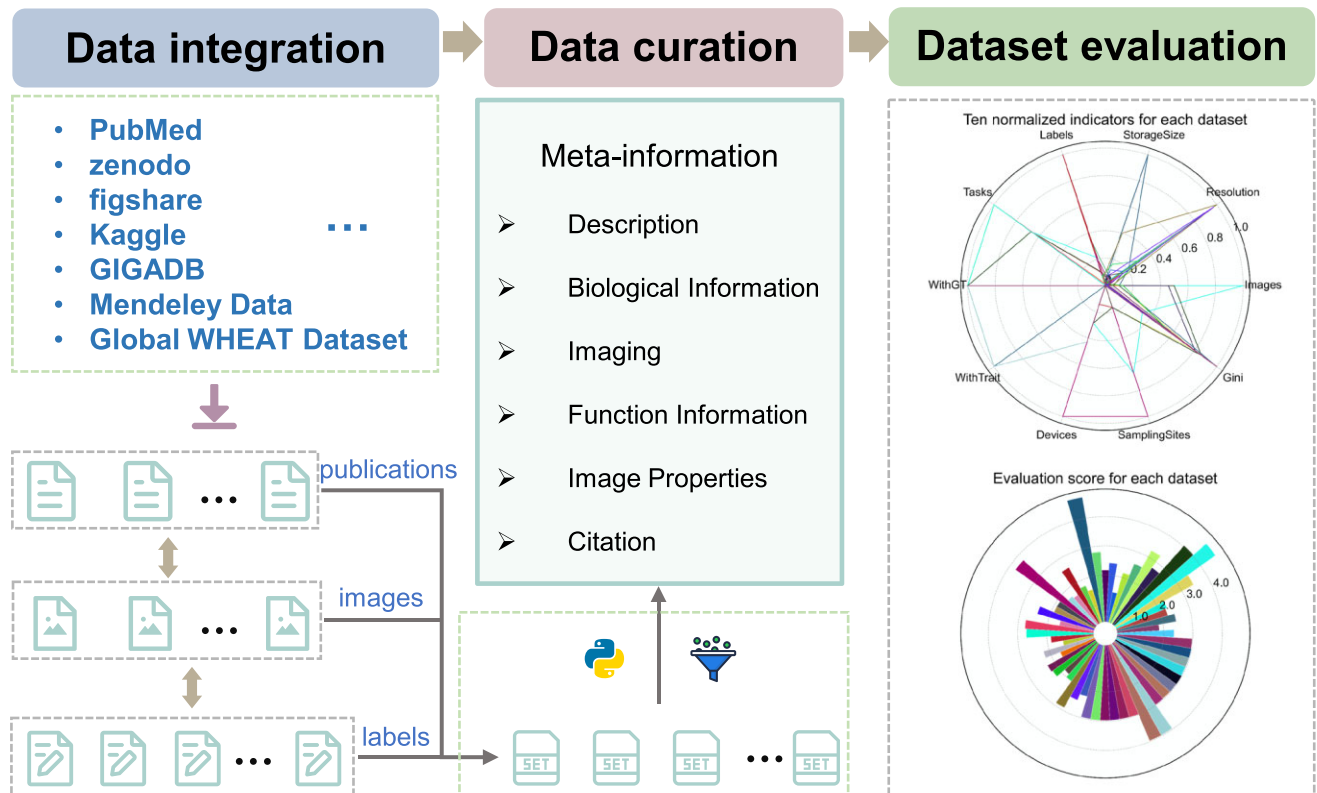 Data integration
Data curation
Dataset evaluation
• PubMed
• zenodo
• figshare
• Kaggle
• GIGADB
• Mendeley Data
• Global WHEAT Dataset
...
publications
...
images
...
labels
...
Meta-information
➢ Description
➢ Biological Information
➢ Imaging
➢ Function Information
➢ Image Properties
➢ Citation
SET
SET
SET
...
SET
Ten normalized indicators for each dataset
Labels
StorageSize
Tasks
Resolution
1.0
0.8
0.6
0.4
0.2
WithGT
Images
WithTrait
Gini
Devices
SamplingSites
Evaluation score for each dataset
4.0
3.0
2.0
1.0